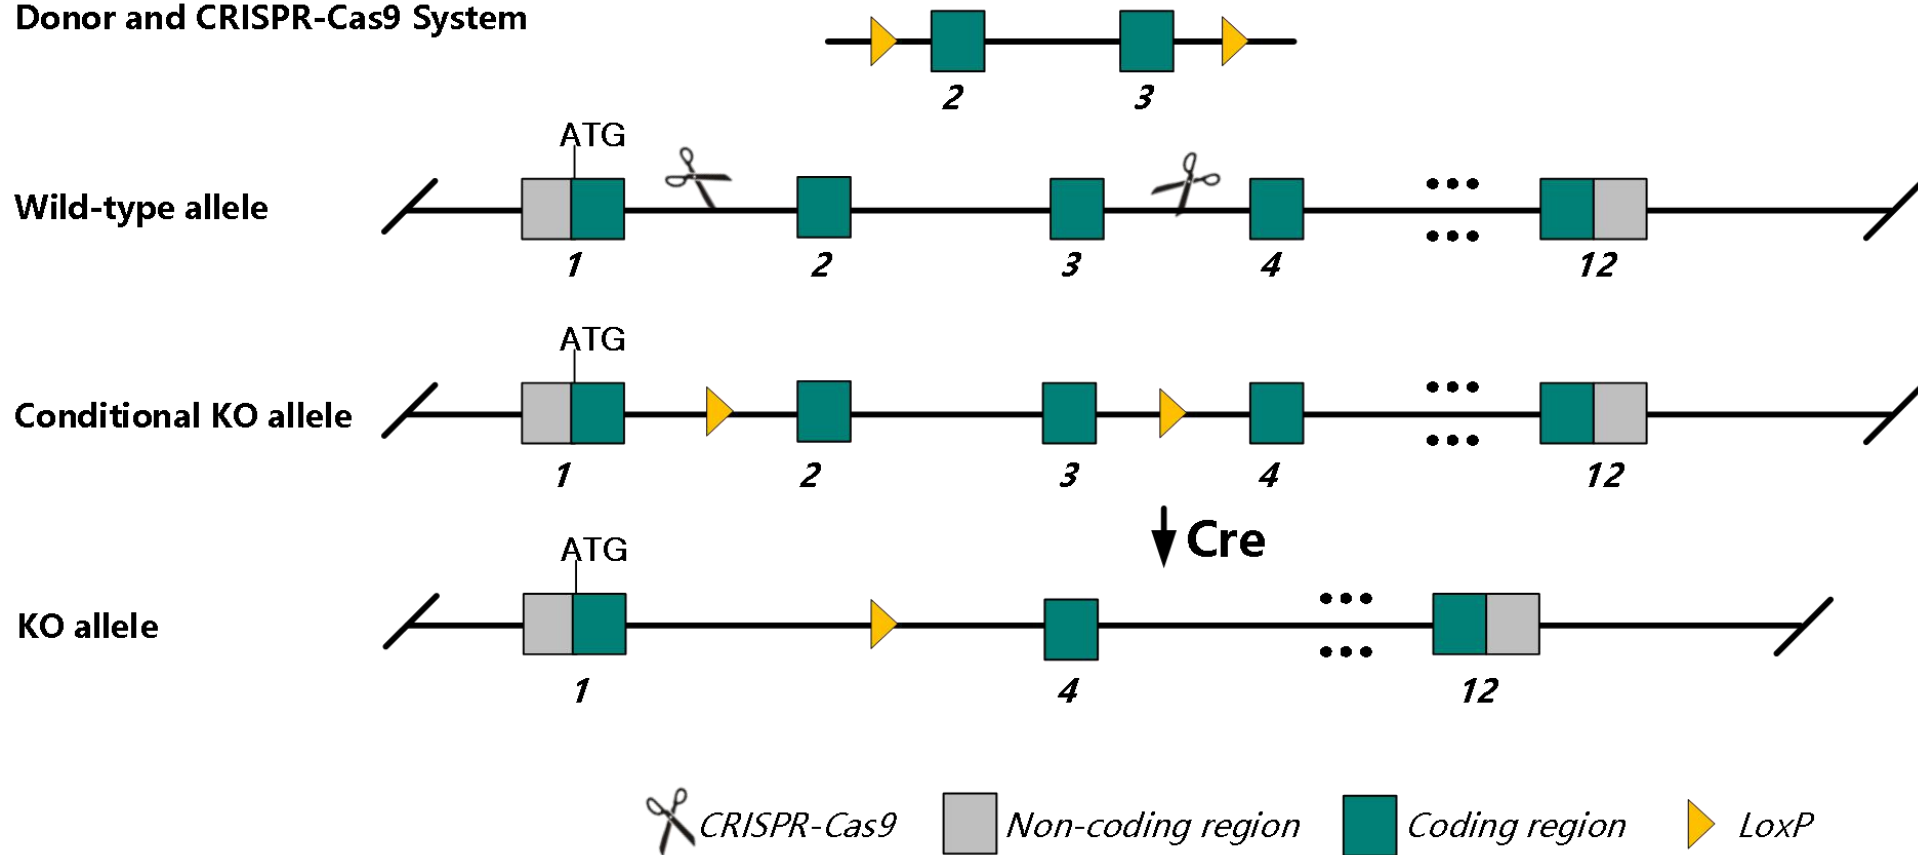 Donor and CRISPR-Cas9 System
2 3
ATG
Wild-type allele
1 2 3 4 12
ATG
Conditional KO allele
1 2 3 4 12
Cre
ATG
KO allele
1 4 12
CRISPR-Cas9 Non-coding region Coding region LoxP